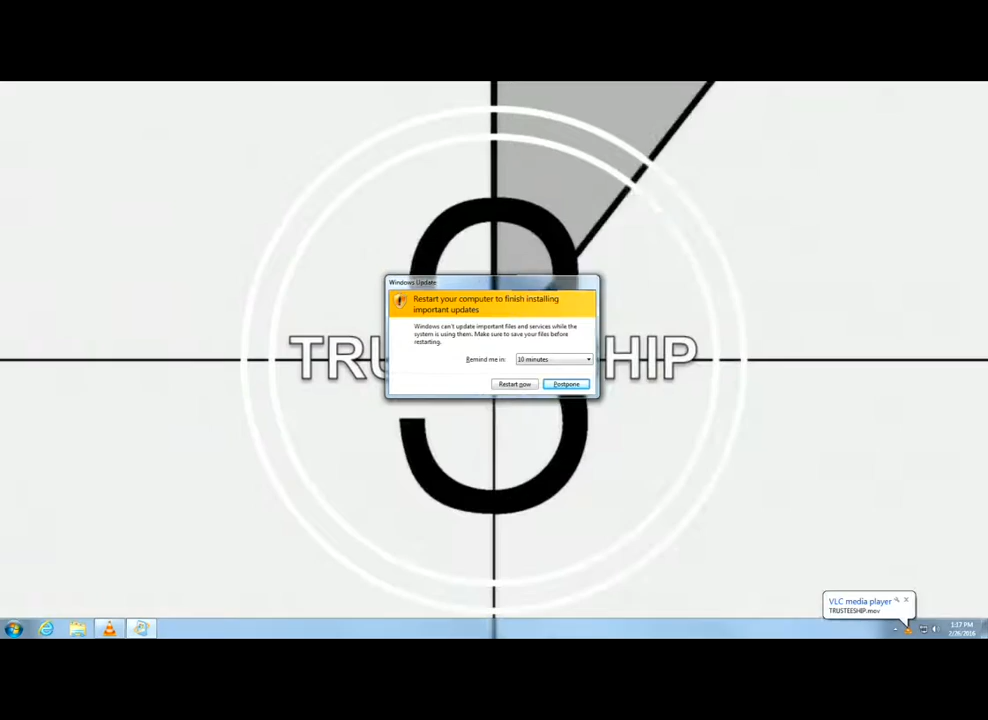 Windows Update
Restart your computer to finish installing
important updates
Windows can't update important files and services while the
system is using them. Make sure to save your files before
restarting.
Remind me in: 10 minutes
Restart now Postpone
3
TRU HIP
VLC media player
TRUSTEESHIP.mov
1:17 PM
2/26/2016